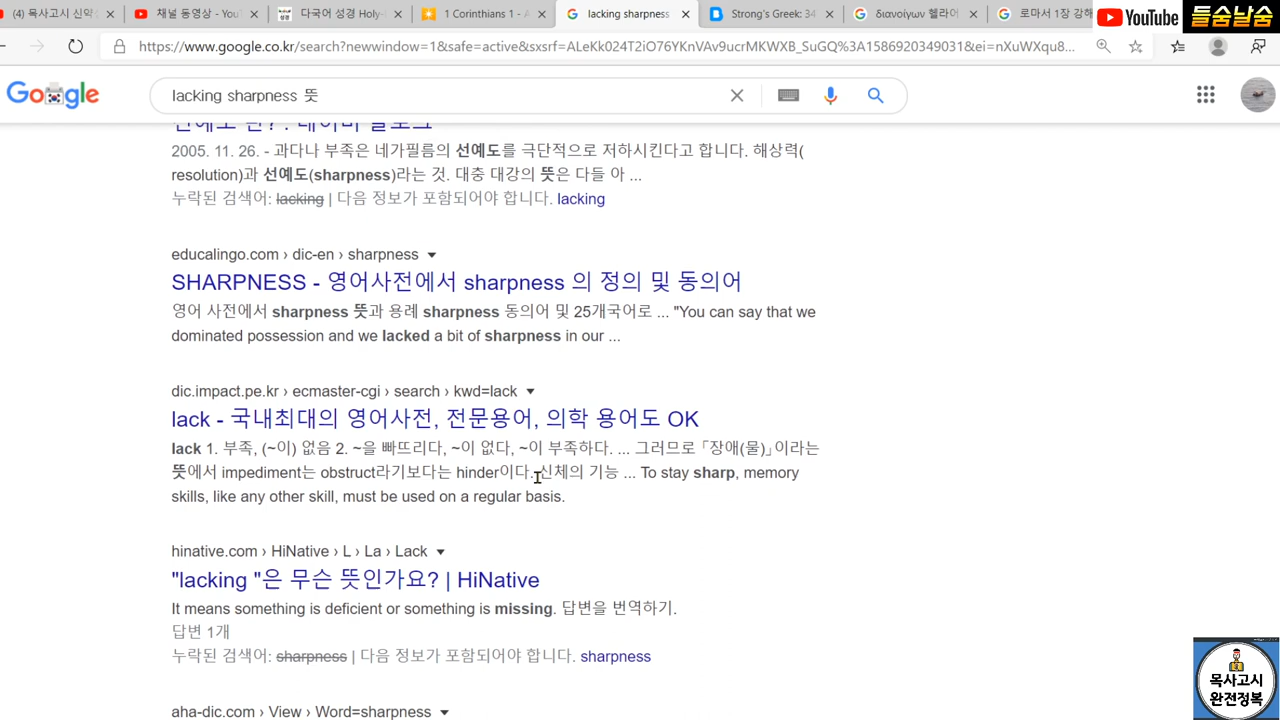 (4) 목사고시 신약
채널 동영상 - You
다국어 성경 Holy-
1 Corinthians 1 - A
lacking sharpness
Strong's Greek: 34
διανοίγων 헬라어
로마서 1장 강해
YouTube
들숨날숨
https://www.google.co.kr/search?newwindow=1&safe=active&sxsrf=ALeKk024T2iO76YKnVAv9ucrMKWXB_SuGQ%3A1586920349031&ei=nXuWXqu8...
Google
lacking sharpness 뜻
2005. 11. 26. - 과다나 부족은 네가필름의 선예도를 극단적으로 저하시킨다고 합니다. 해상력(
resolution)과 선예도(sharpness)라는 것. 대충 대강의 뜻은 다들 아 ...
누락된 검색어: lacking | 다음 정보가 포함되어야 합니다. lacking
educalingo.com › dic-en › sharpness
SHARPNESS - 영어사전에서 sharpness 의 정의 및 동의어
영어 사전에서 sharpness 뜻과 용례 sharpness 동의어 및 25개국어로 ... "You can say that we
dominated possession and we lacked a bit of sharpness in our ...
dic.impact.pe.kr › ecmaster-cgi › search › kwd=lack
lack - 국내최대의 영어사전, 전문용어, 의학 용어도 OK
lack 1. 부족, (~이) 없음 2. ~을 빠뜨리다, ~이 없다, ~이 부족하다. ... 그러므로 「장애(물)」이라는
뜻에서 impediment는 obstruct라기보다는 hinder이다. 신체의 기능 ... To stay sharp, memory
skills, like any other skill, must be used on a regular basis.
hinative.com › HiNative › L › La › Lack
"lacking "은 무슨 뜻인가요? | HiNative
It means something is deficient or something is missing. 답변을 번역하기.
답변 1개
누락된 검색어: sharpness | 다음 정보가 포함되어야 합니다. sharpness
aha-dic.com › View › Word=sharpness
목사고시
완전정복